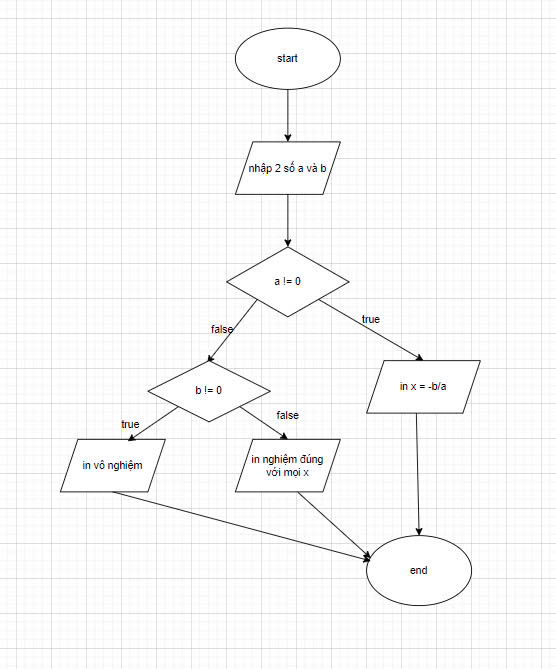 start
nhập 2 số a và b
a != 0
false
true
b != 0
in x = -b/a
true
false
in vô nghiệm
in nghiệm đúng
với mọi x
end